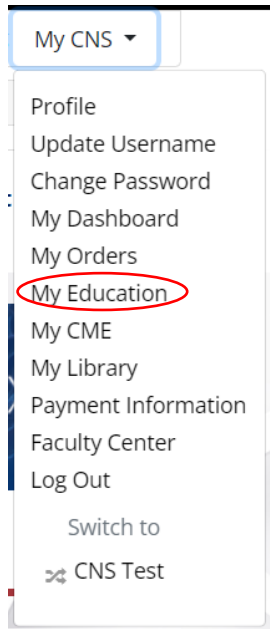 My CNS
Profile
Update Username
Change Password
My Dashboard
My Orders
My Education
My CME
My Library
Payment Information
Faculty Center
Log Out
Switch to
CNS Test